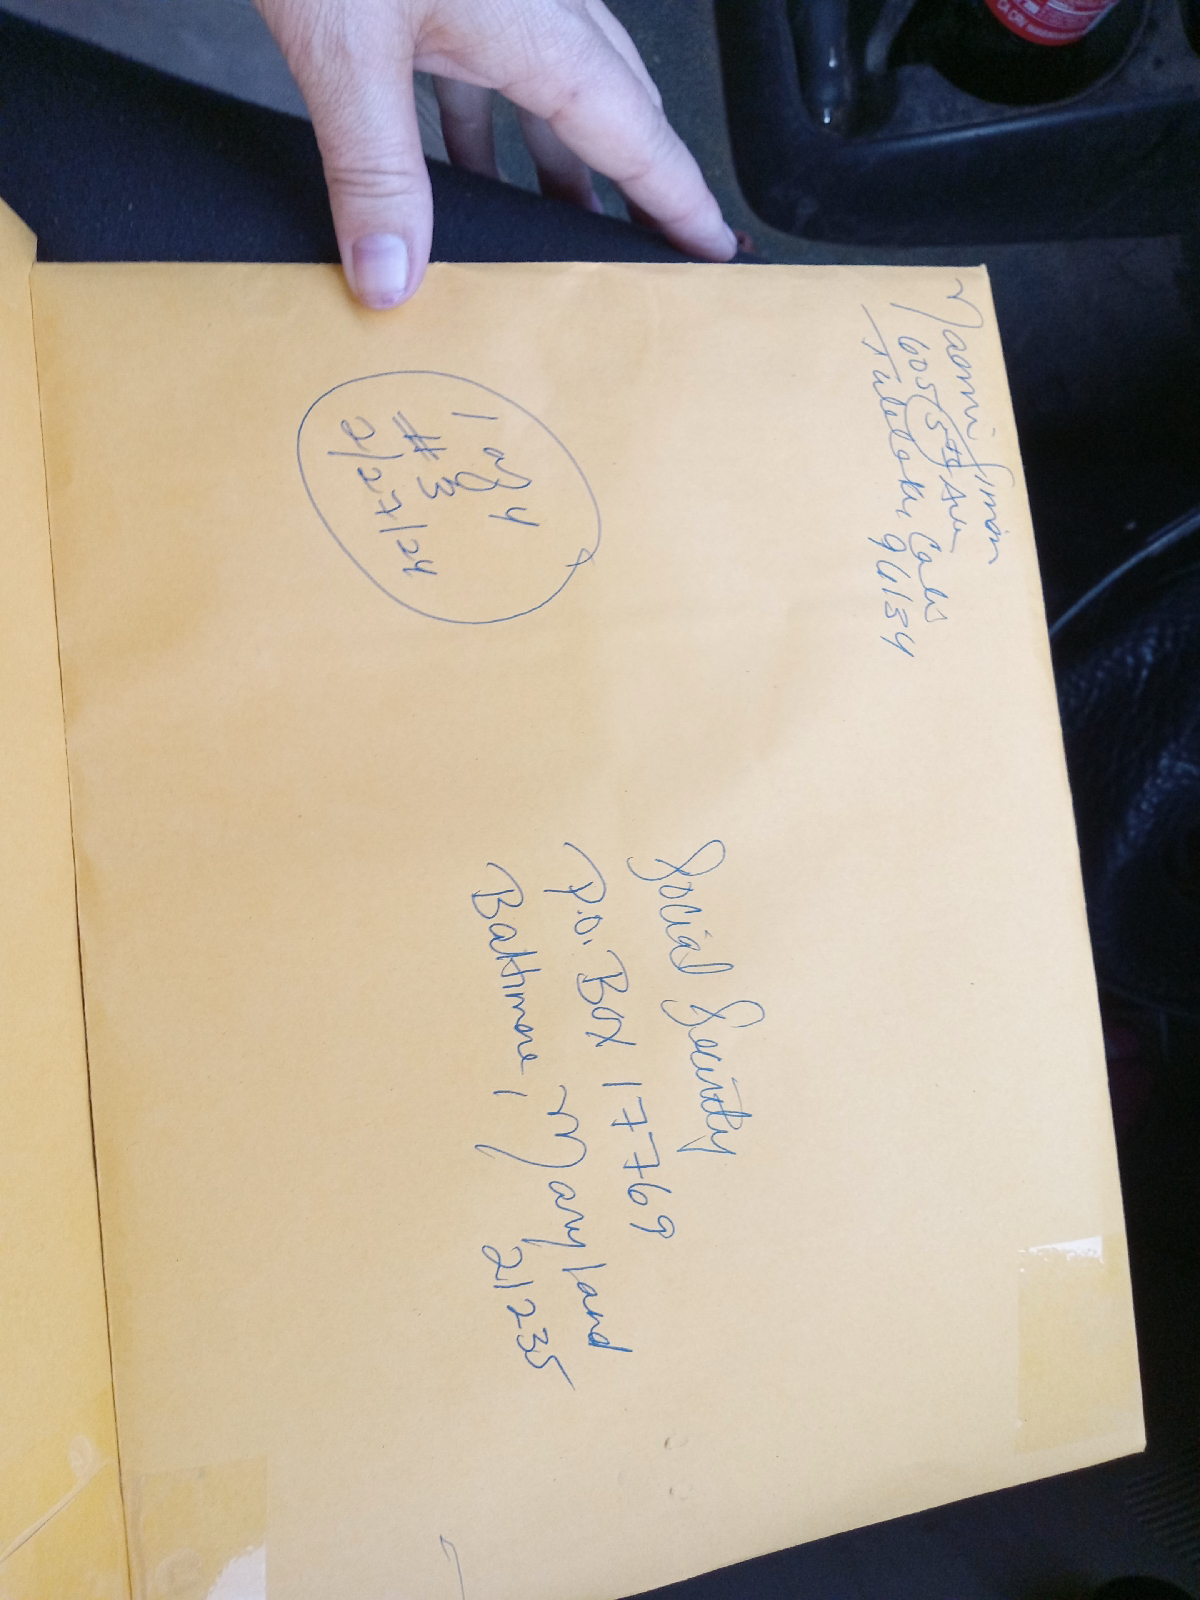 Naomi Simon
605 5th Ave
Tulelake Calif
96134
1 of 4
# 3
2/27/24
Social Security
P.O. Box 17769
Baltimore, Maryland
21235